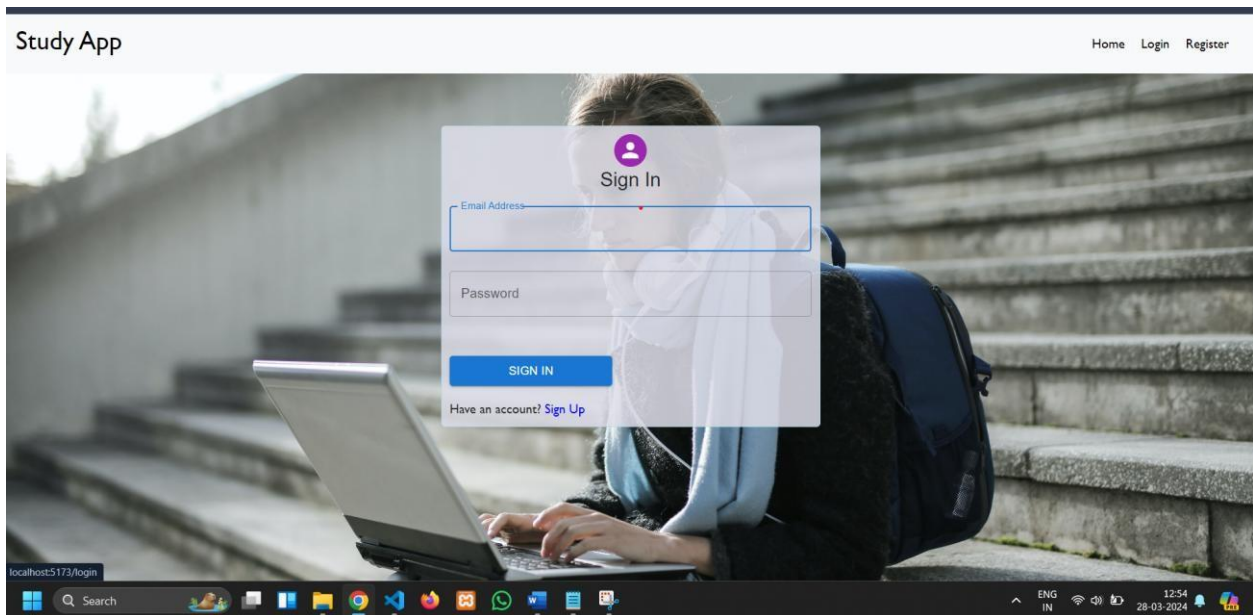 Study App
Home Login Register
Sign In
Email Address
Password
SIGN IN
Have an account? Sign Up
localhost:5173/login
Search
ENG
IN
12:54
28-03-2024